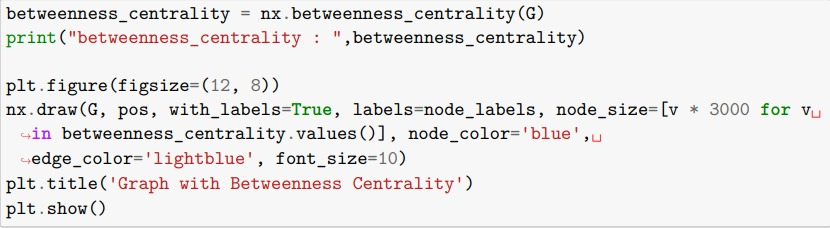 betweenness_centrality = nx.betweenness_centrality(G)
print("betweenness_centrality : ",betweenness_centrality)

plt.figure(figsize=(12, 8))
nx.draw(G, pos, with_labels=True, labels=node_labels, node_size=[v * 3000 for v␣
↪in betweenness_centrality.values()], node_color='blue',␣
↪edge_color='lightblue', font_size=10)
plt.title('Graph with Betweenness Centrality')
plt.show()